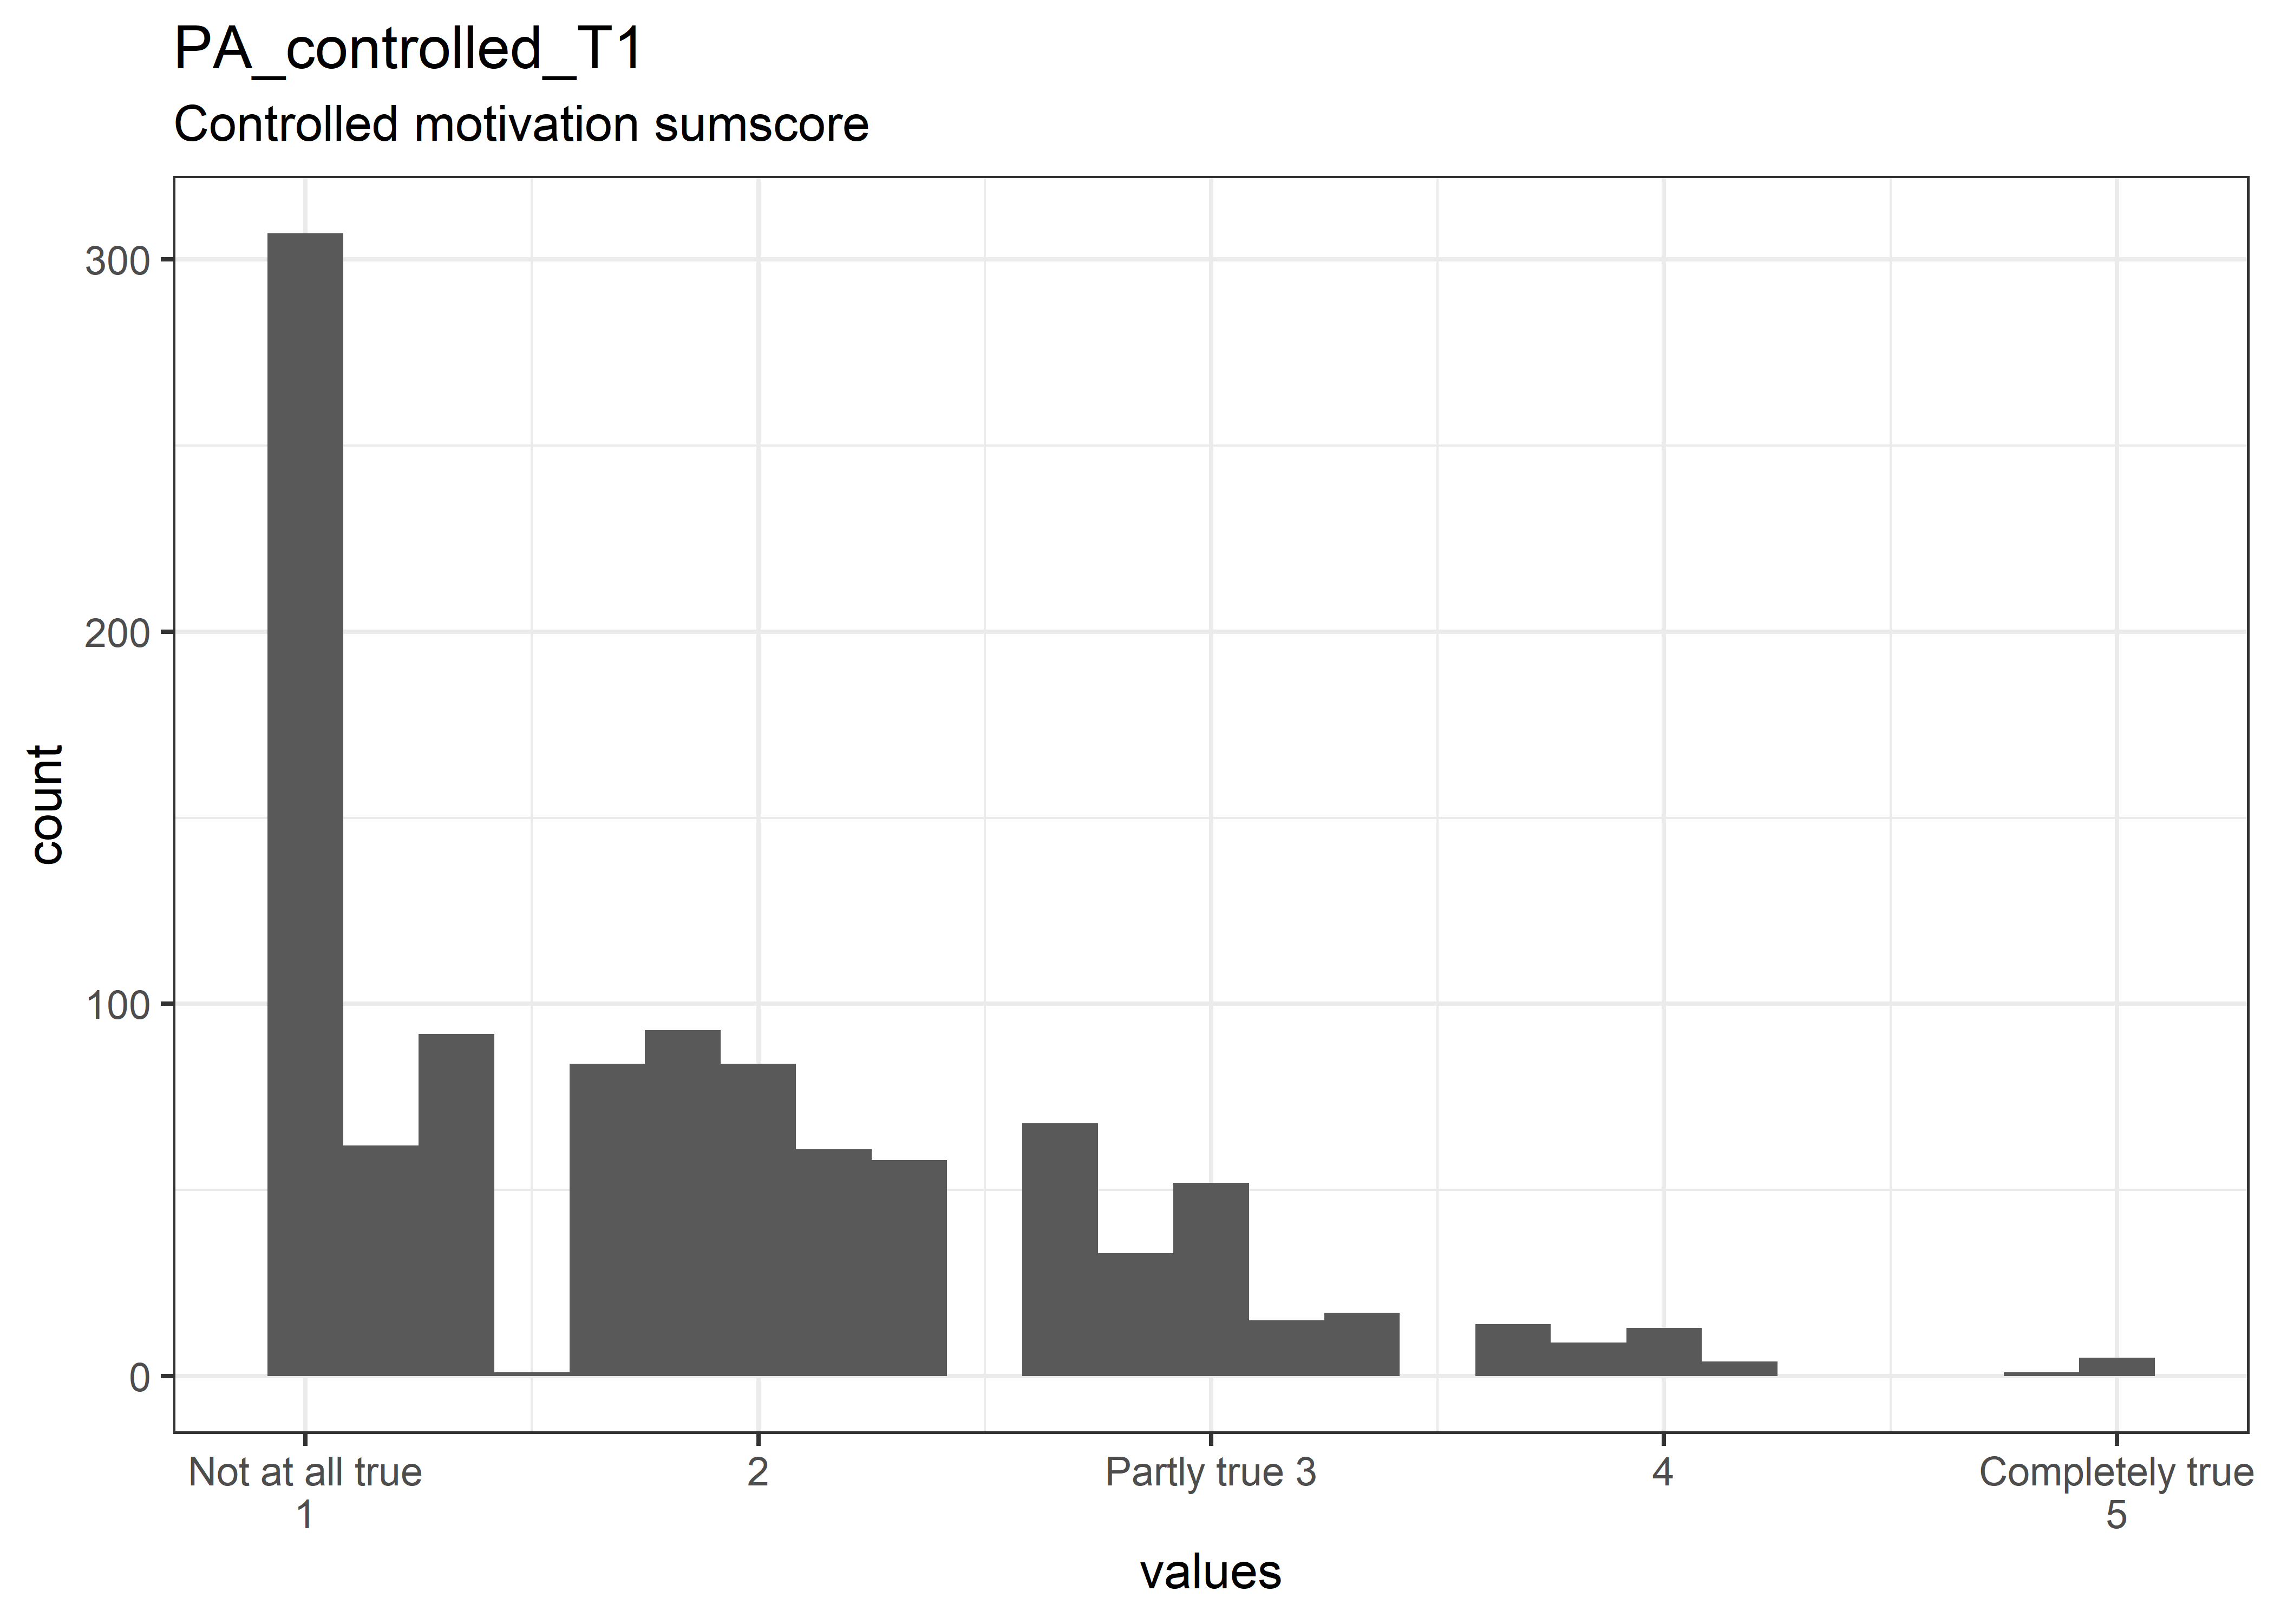 PA_controlled_T1
Controlled motivation sumscore
300
200
100
0
count
Not at all true
1
2
Partly true 3
4
Completely true
5
values